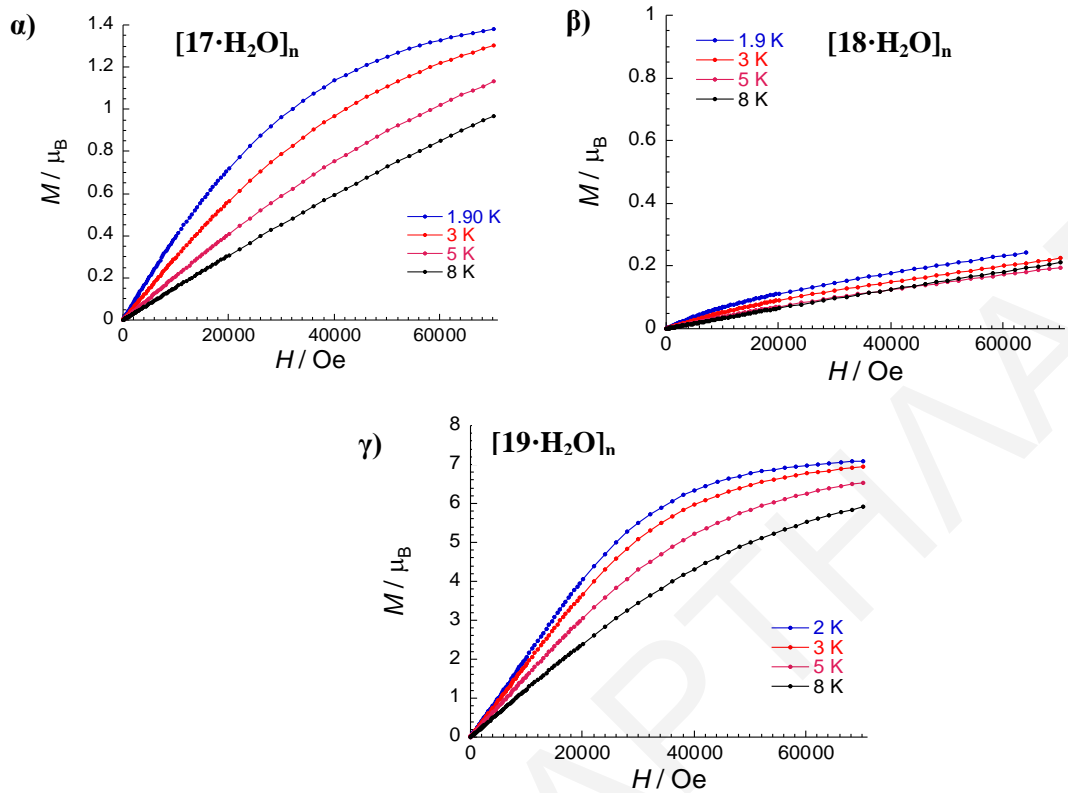 α)
[17·H₂O]ₙ
M / μB
1.4
1.2
1
0.8
0.6
0.4
0.2
0
0 20000 40000 60000
H / Oe
1.90 K
3 K
5 K
8 K
β)
[18·H₂O]ₙ
M / μB
1
0.8
0.6
0.4
0.2
0
0 20000 40000 60000
H / Oe
1.9 K
3 K
5 K
8 K
γ)
[19·H₂O]ₙ
M / μB
8
7
6
5
4
3
2
1
0
0 20000 40000 60000
H / Oe
2 K
3 K
5 K
8 K